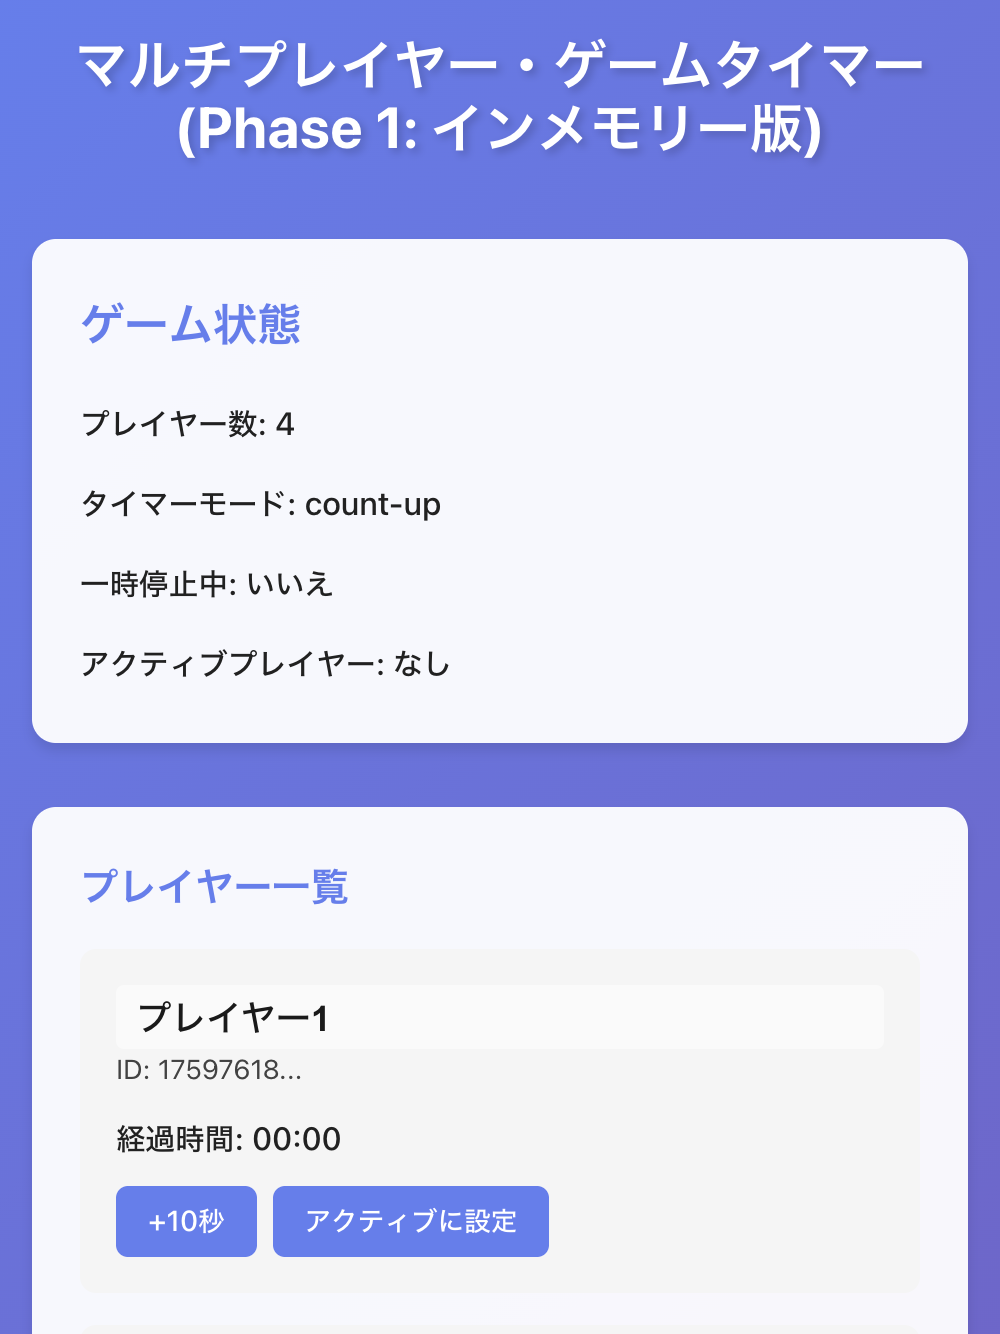 マルチプレイヤー・ゲームタイマー
(Phase 1: インメモリー版)
ゲーム状態
プレイヤー数: 4
タイマーモード: count-up
一時停止中: いいえ
アクティブプレイヤー: なし
プレイヤー一覧
プレイヤー1
ID: 17597618...
経過時間: 00:00
+10秒
アクティブに設定